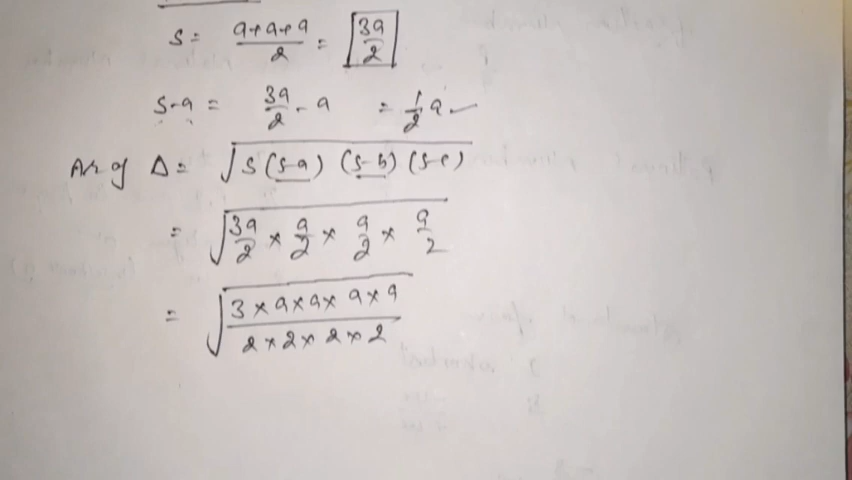 S = a+a+a/2 = 3a/2
S-a = 3a/2 - a = 1/2 a
Ar of Δ = √S(S-a) (S-b) (S-c)
= √3a/2 × a/2 × a/2 × a/2
= √3×a×a×a×a/2×2×2×2